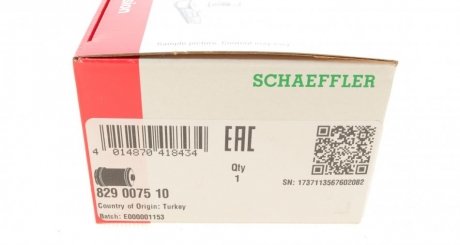 SCHAEFFLER
EAC
4 014870 418434
Qty
1
829 0075 10
SN: 1737113567602082
Country of Origin: Turkey
Batch: E000001153